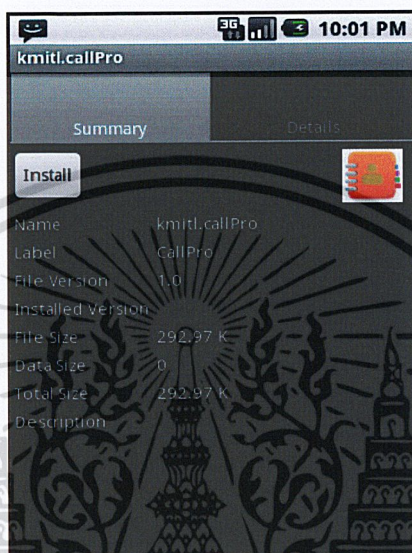 3G 10:01 PM
kmitl.callPro
Summary Details
Install
Name kmitl.callPro
Label CallPro
File Version 1.0
Installed Version
File Size 292.97 K
Data Size 0
Total Size 292.97 K
Description